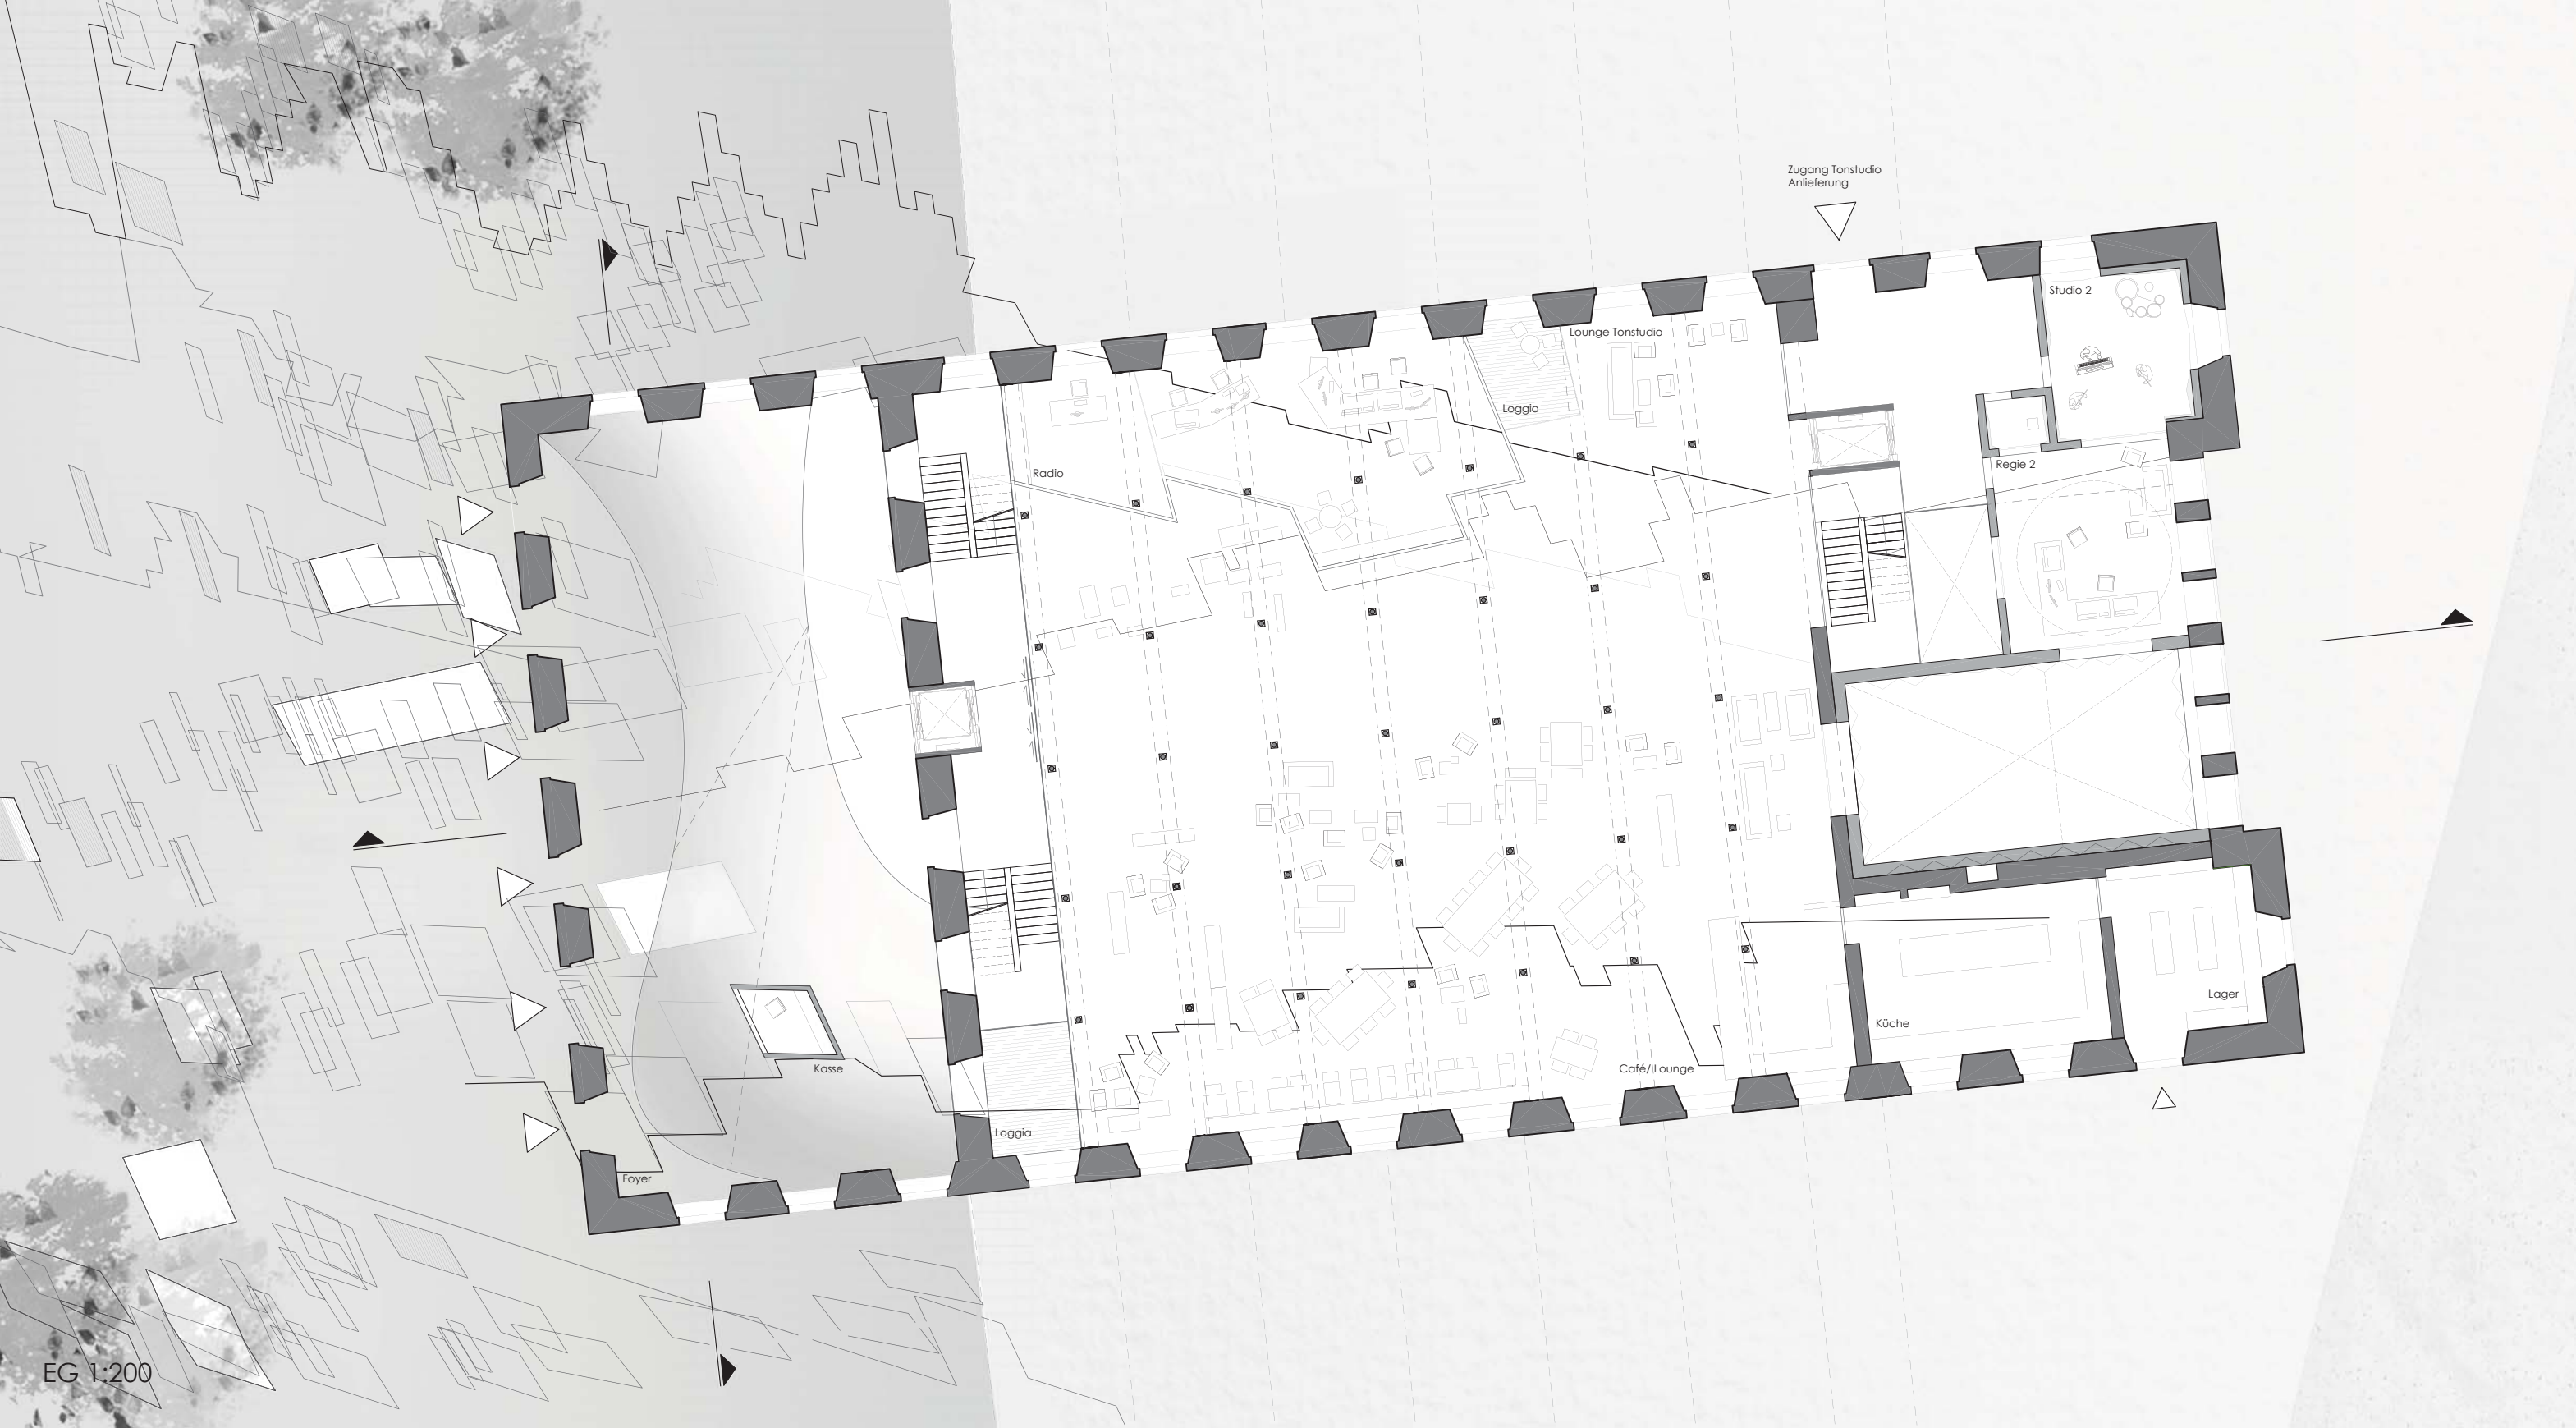 Zugang Tonstudio
Anlieferung
Studio 2
Lounge Tonstudio
Loggia
Radio
Regie 2
Lager
Küche
Kasse
Café/ Lounge
Loggia
Foyer
EG 1:200